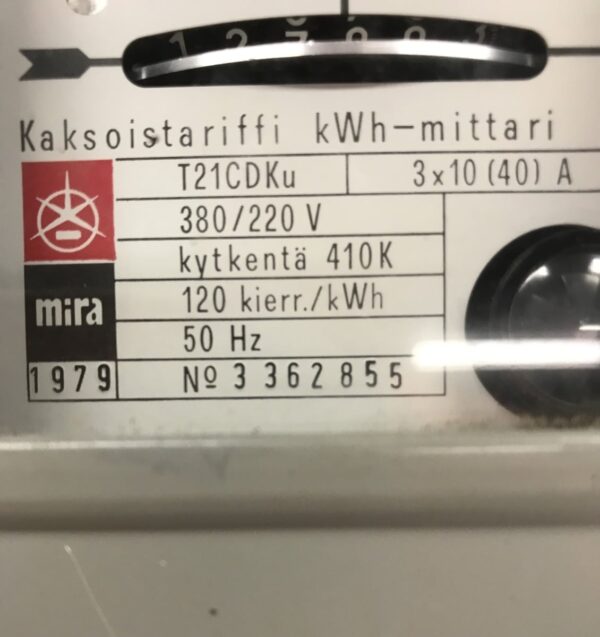 Kaksoistariffi kWh-mittari
T21CDKu 3x10 (40) A
380/220 V
kytkentä 410K
mira 120 kierr./kWh
50 Hz
1979 Nº 3 362 855